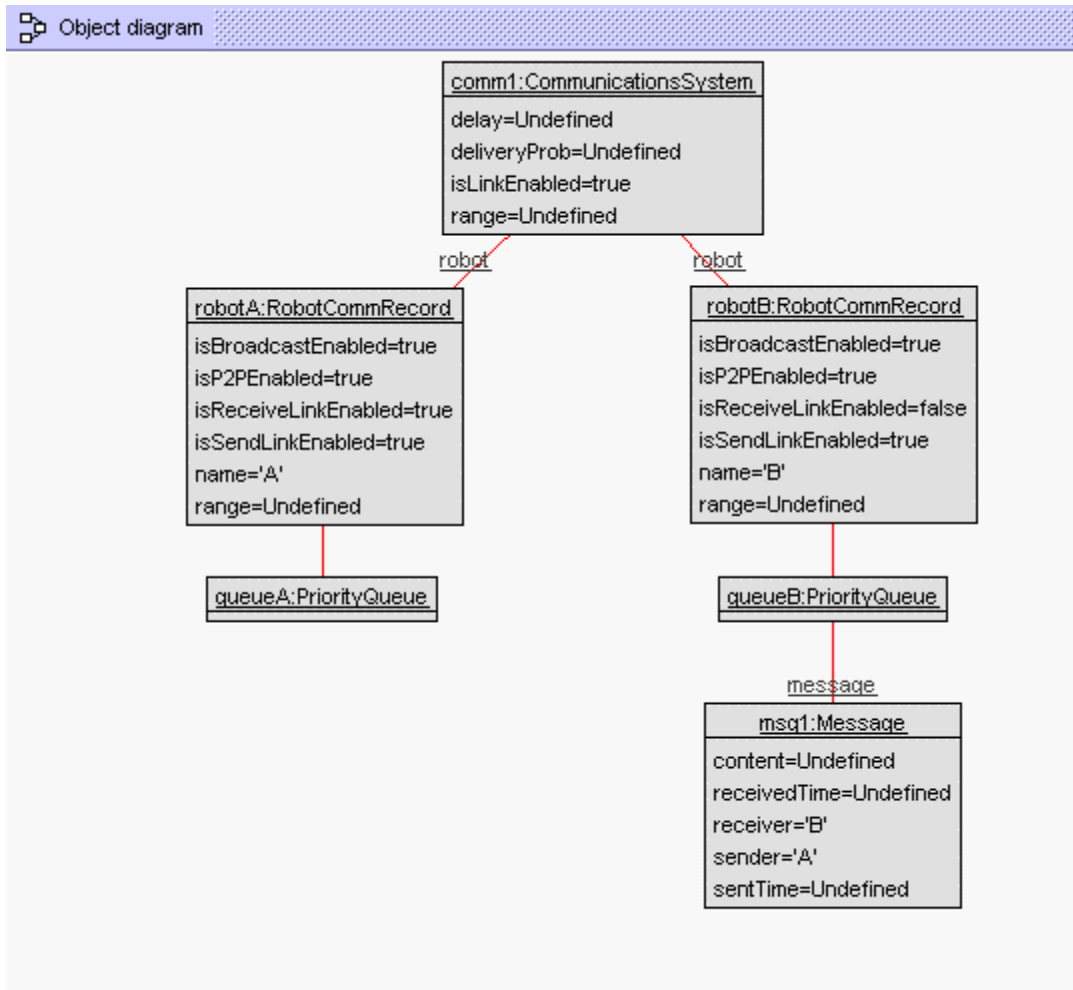 Object diagram
comm1:CommunicationsSystem
delay=Undefined
deliveryProb=Undefined
isLinkEnabled=true
range=Undefined
robot
robot
robotA:RobotCommRecord
isBroadcastEnabled=true
isP2PEnabled=true
isReceiveLinkEnabled=true
isSendLinkEnabled=true
name='A'
range=Undefined
robotB:RobotCommRecord
isBroadcastEnabled=true
isP2PEnabled=true
isReceiveLinkEnabled=false
isSendLinkEnabled=true
name='B'
range=Undefined
queueA:PriorityQueue
queueB:PriorityQueue
message
msg1:Message
content=Undefined
receivedTime=Undefined
receiver='B'
sender='A'
sentTime=Undefined